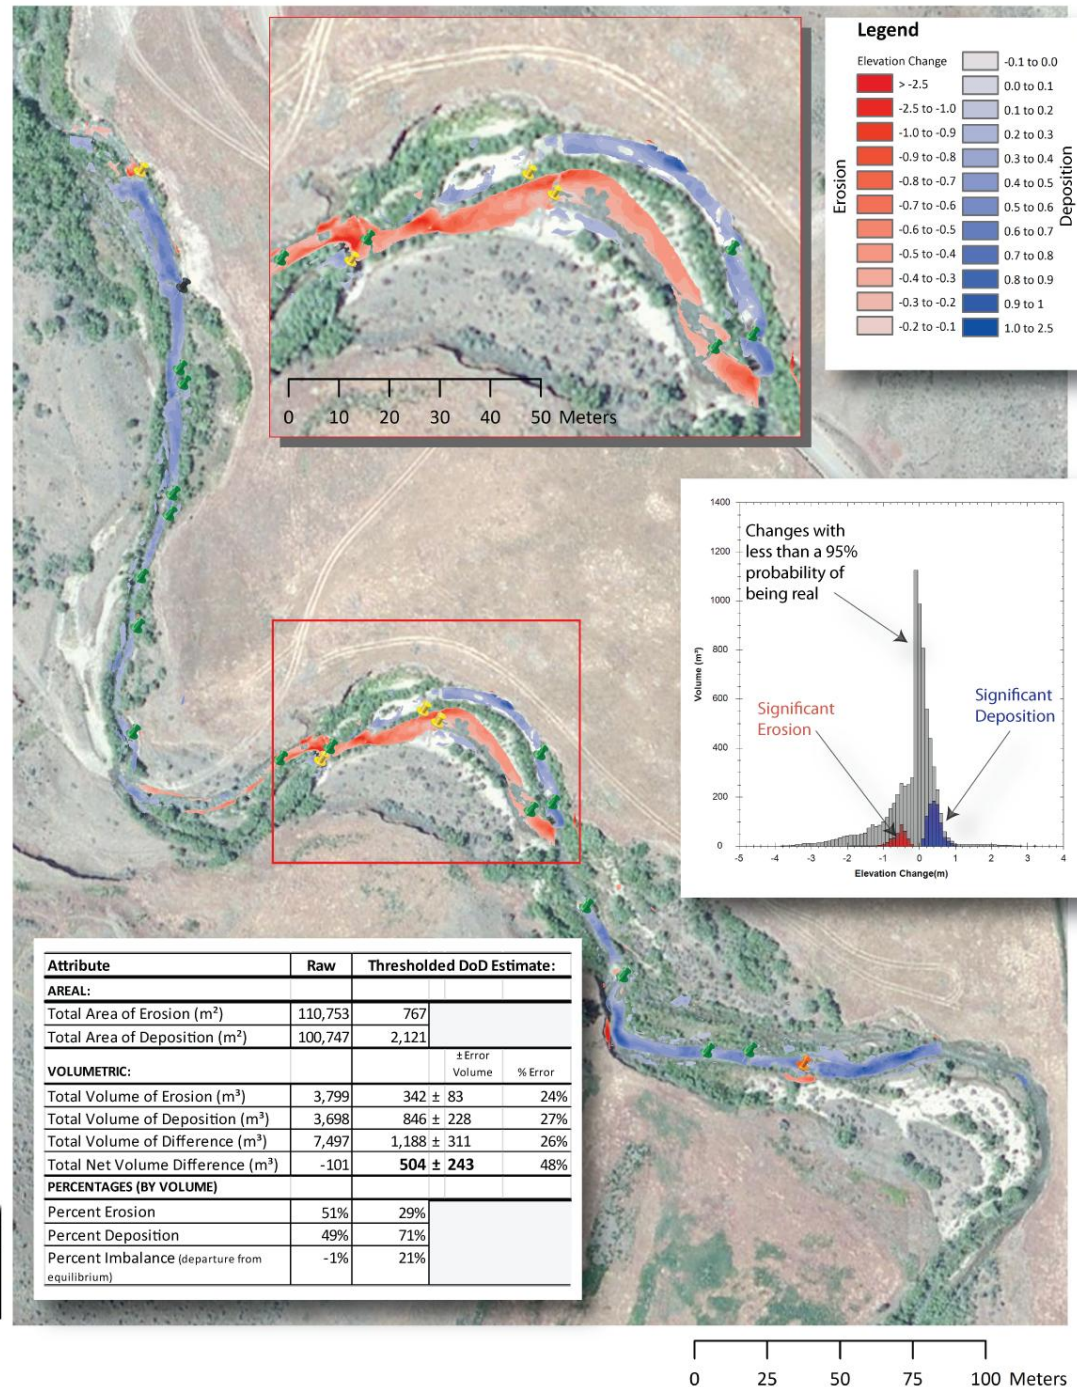 Legend
Elevation Change
Erosion
> -2.5
-2.5 to -1.0
-1.0 to -0.9
-0.9 to -0.8
-0.8 to -0.7
-0.7 to -0.6
-0.6 to -0.5
-0.5 to -0.4
-0.4 to -0.3
-0.3 to -0.2
-0.2 to -0.1
-0.1 to 0.0
0.0 to 0.1
0.1 to 0.2
0.2 to 0.3
0.3 to 0.4
0.4 to 0.5
0.5 to 0.6
0.6 to 0.7
0.7 to 0.8
0.8 to 0.9
0.9 to 1
1.0 to 2.5
Deposition
0 10 20 30 40 50 Meters
1400
1200
1000
800
600
400
200
0
Volume (m³)
Changes with
less than a 95%
probability of
being real
Significant
Erosion
Significant
Deposition
-5 -4 -3 -2 -1 0 1 2 3 4
Elevation Change(m)
Attribute Raw Thresholded DoD Estimate:
AREAL:
Total Area of Erosion (m²) 110,753 767
Total Area of Deposition (m²) 100,747 2,121
VOLUMETRIC: ± Error Volume % Error
Total Volume of Erosion (m³) 3,799 342 ± 83 24%
Total Volume of Deposition (m³) 3,698 846 ± 228 27%
Total Volume of Difference (m³) 7,497 1,188 ± 311 26%
Total Net Volume Difference (m³) -101 504 ± 243 48%
PERCENTAGES (BY VOLUME)
Percent Erosion 51% 29%
Percent Deposition 49% 71%
Percent Imbalance (departure from equilibrium) -1% 21%
0 25 50 75 100 Meters